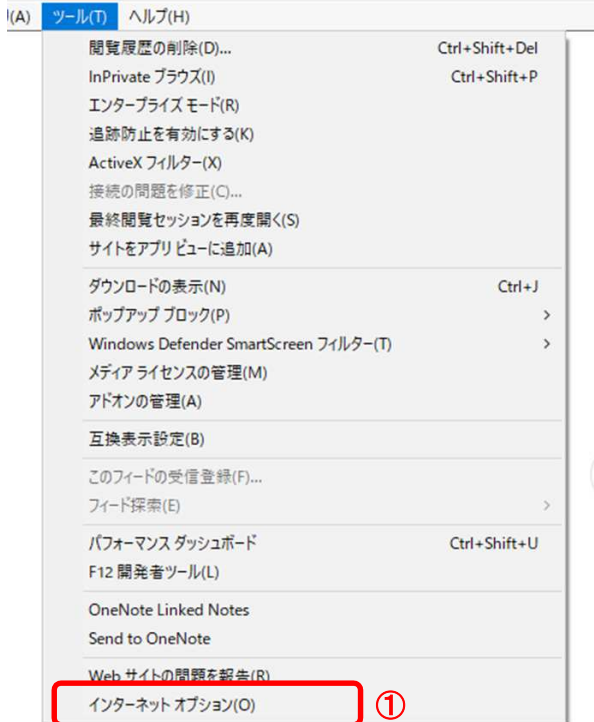 (A) ツール(T) ヘルプ(H)
閲覧履歴の削除(D)... Ctrl+Shift+Del
InPrivate ブラウズ(I) Ctrl+Shift+P
エンタープライズ モード(R)
追跡防止を有効にする(K)
ActiveX フィルター(X)
接続の問題を修正(C)...
最終閲覧セッションを再度開く(S)
サイトをアプリ ビューに追加(A)
ダウンロードの表示(N) Ctrl+J
ポップアップ ブロック(P) >
Windows Defender SmartScreen フィルター(T) >
メディア ライセンスの管理(M)
アドオンの管理(A)
互換表示設定(B)
このフィードの受信登録(F)...
フィード探索(E) >
パフォーマンス ダッシュボード Ctrl+Shift+U
F12 開発者ツール(L)
OneNote Linked Notes
Send to OneNote
Web サイトの問題を報告(R)
インターネット オプション(O) ①